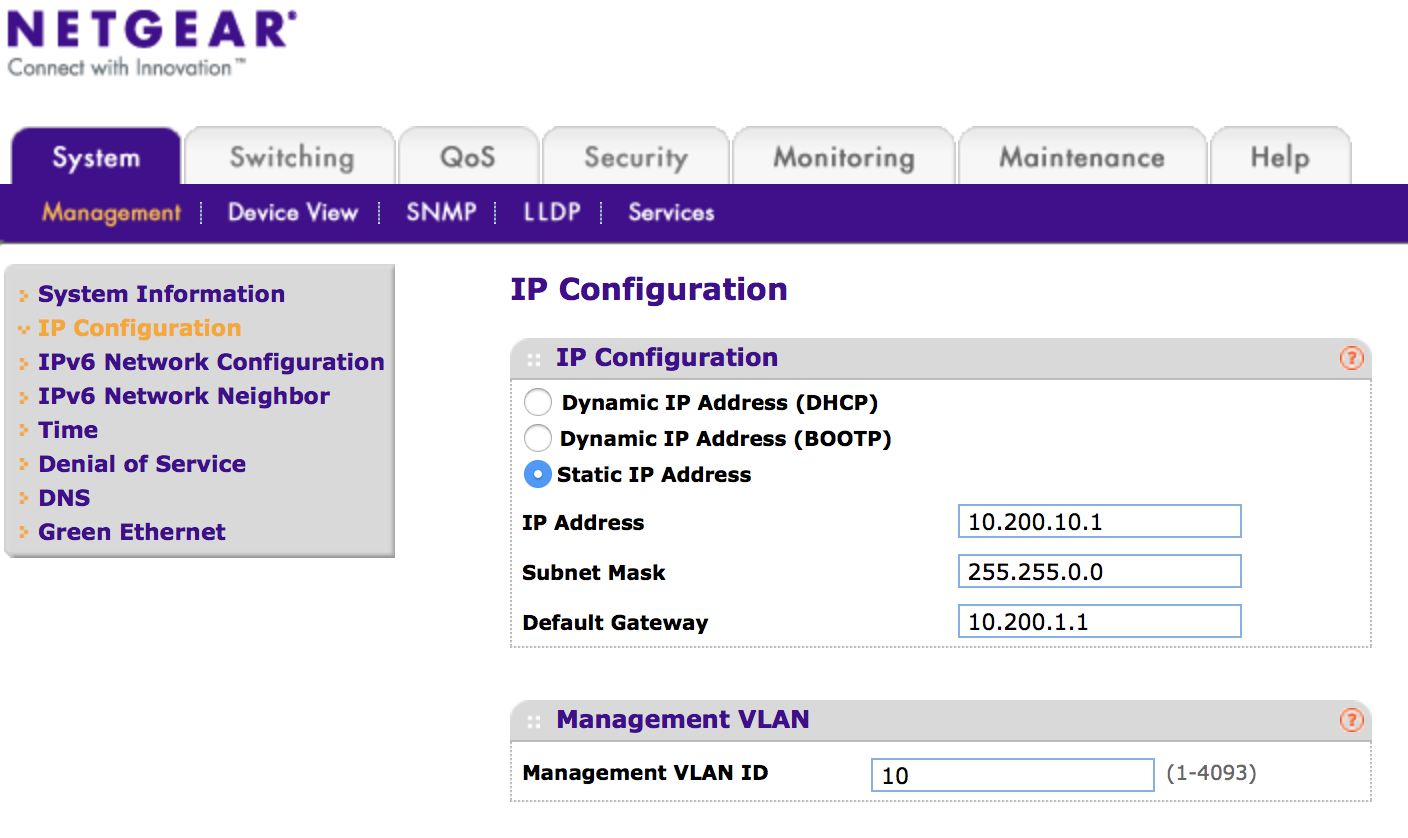 NETGEAR®
Connect with Innovation™
System Switching QoS Security Monitoring Maintenance Help
Management Device View SNMP LLDP Services
System Information
IP Configuration
IPv6 Network Configuration
IPv6 Network Neighbor
Time
Denial of Service
DNS
Green Ethernet
IP Configuration
IP Configuration ?
Dynamic IP Address (DHCP)
Dynamic IP Address (BOOTP)
Static IP Address
IP Address 10.200.10.1
Subnet Mask 255.255.0.0
Default Gateway 10.200.1.1
Management VLAN ?
Management VLAN ID 10 (1-4093)